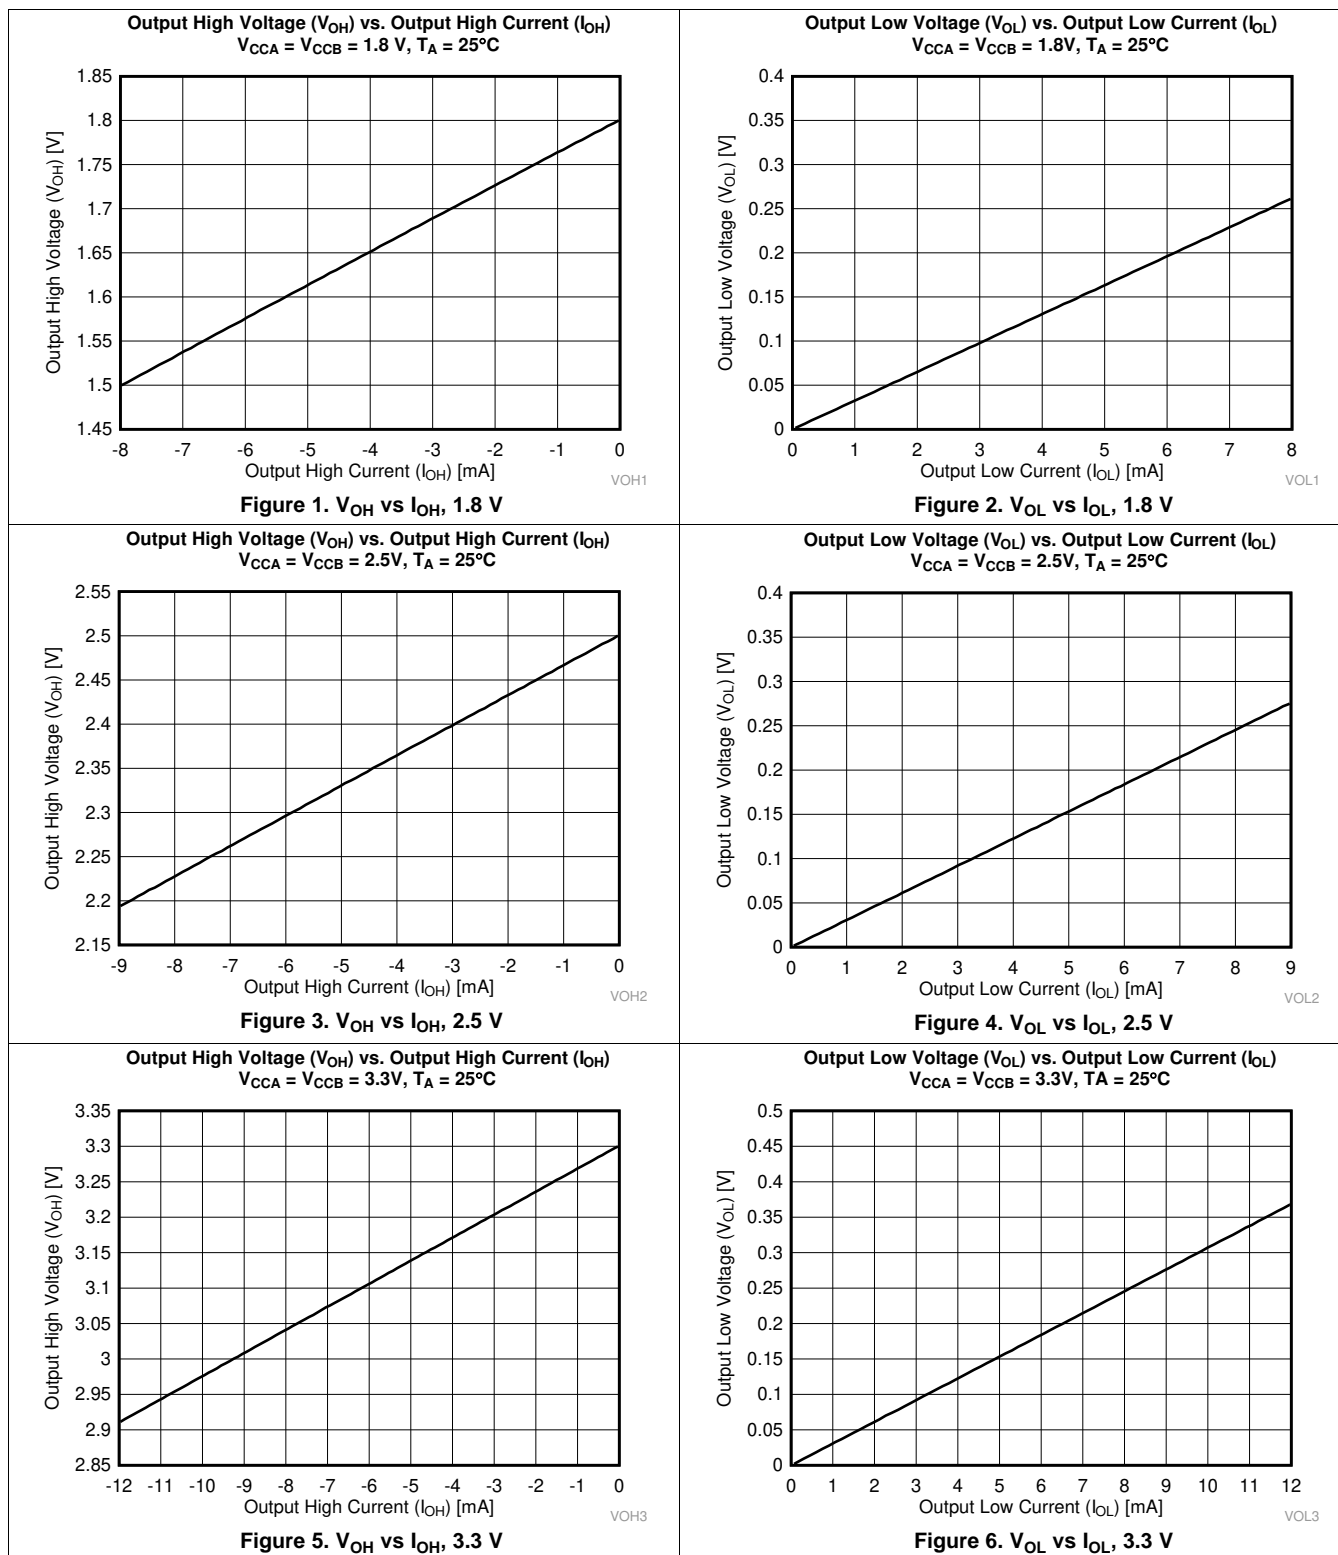 Output High Voltage (VOH) vs. Output High Current (IOH)
VCCA = VCCB = 1.8 V, TA = 25°C
Output High Voltage (VOH) [V]
1.85
1.8
1.75
1.7
1.65
1.6
1.55
1.5
1.45
-8 -7 -6 -5 -4 -3 -2 -1 0
Output High Current (IOH) [mA]
VOH1
Figure 1. VOH vs IOH, 1.8 V
Output Low Voltage (VOL) vs. Output Low Current (IOL)
VCCA = VCCB = 1.8V, TA = 25°C
Output Low Voltage (VOL) [V]
0.4
0.35
0.3
0.25
0.2
0.15
0.1
0.05
0
0 1 2 3 4 5 6 7 8
Output Low Current (IOL) [mA]
VOL1
Figure 2. VOL vs IOL, 1.8 V
Output High Voltage (VOH) vs. Output High Current (IOH)
VCCA = VCCB = 2.5V, TA = 25°C
Output High Voltage (VOH) [V]
2.55
2.5
2.45
2.4
2.35
2.3
2.25
2.2
2.15
-9 -8 -7 -6 -5 -4 -3 -2 -1 0
Output High Current (IOH) [mA]
VOH2
Figure 3. VOH vs IOH, 2.5 V
Output Low Voltage (VOL) vs. Output Low Current (IOL)
VCCA = VCCB = 2.5V, TA = 25°C
Output Low Voltage (VOL) [V]
0.4
0.35
0.3
0.25
0.2
0.15
0.1
0.05
0
0 1 2 3 4 5 6 7 8 9
Output Low Current (IOL) [mA]
VOL2
Figure 4. VOL vs IOL, 2.5 V
Output High Voltage (VOH) vs. Output High Current (IOH)
VCCA = VCCB = 3.3V, TA = 25°C
Output High Voltage (VOH) [V]
3.35
3.3
3.25
3.2
3.15
3.1
3.05
3
2.95
2.9
2.85
-12 -11 -10 -9 -8 -7 -6 -5 -4 -3 -2 -1 0
Output High Current (IOH) [mA]
VOH3
Figure 5. VOH vs IOH, 3.3 V
Output Low Voltage (VOL) vs. Output Low Current (IOL)
VCCA = VCCB = 3.3V, TA = 25°C
Output Low Voltage (VOL) [V]
0.5
0.45
0.4
0.35
0.3
0.25
0.2
0.15
0.1
0.05
0
0 1 2 3 4 5 6 7 8 9 10 11 12
Output Low Current (IOL) [mA]
VOL3
Figure 6. VOL vs IOL, 3.3 V